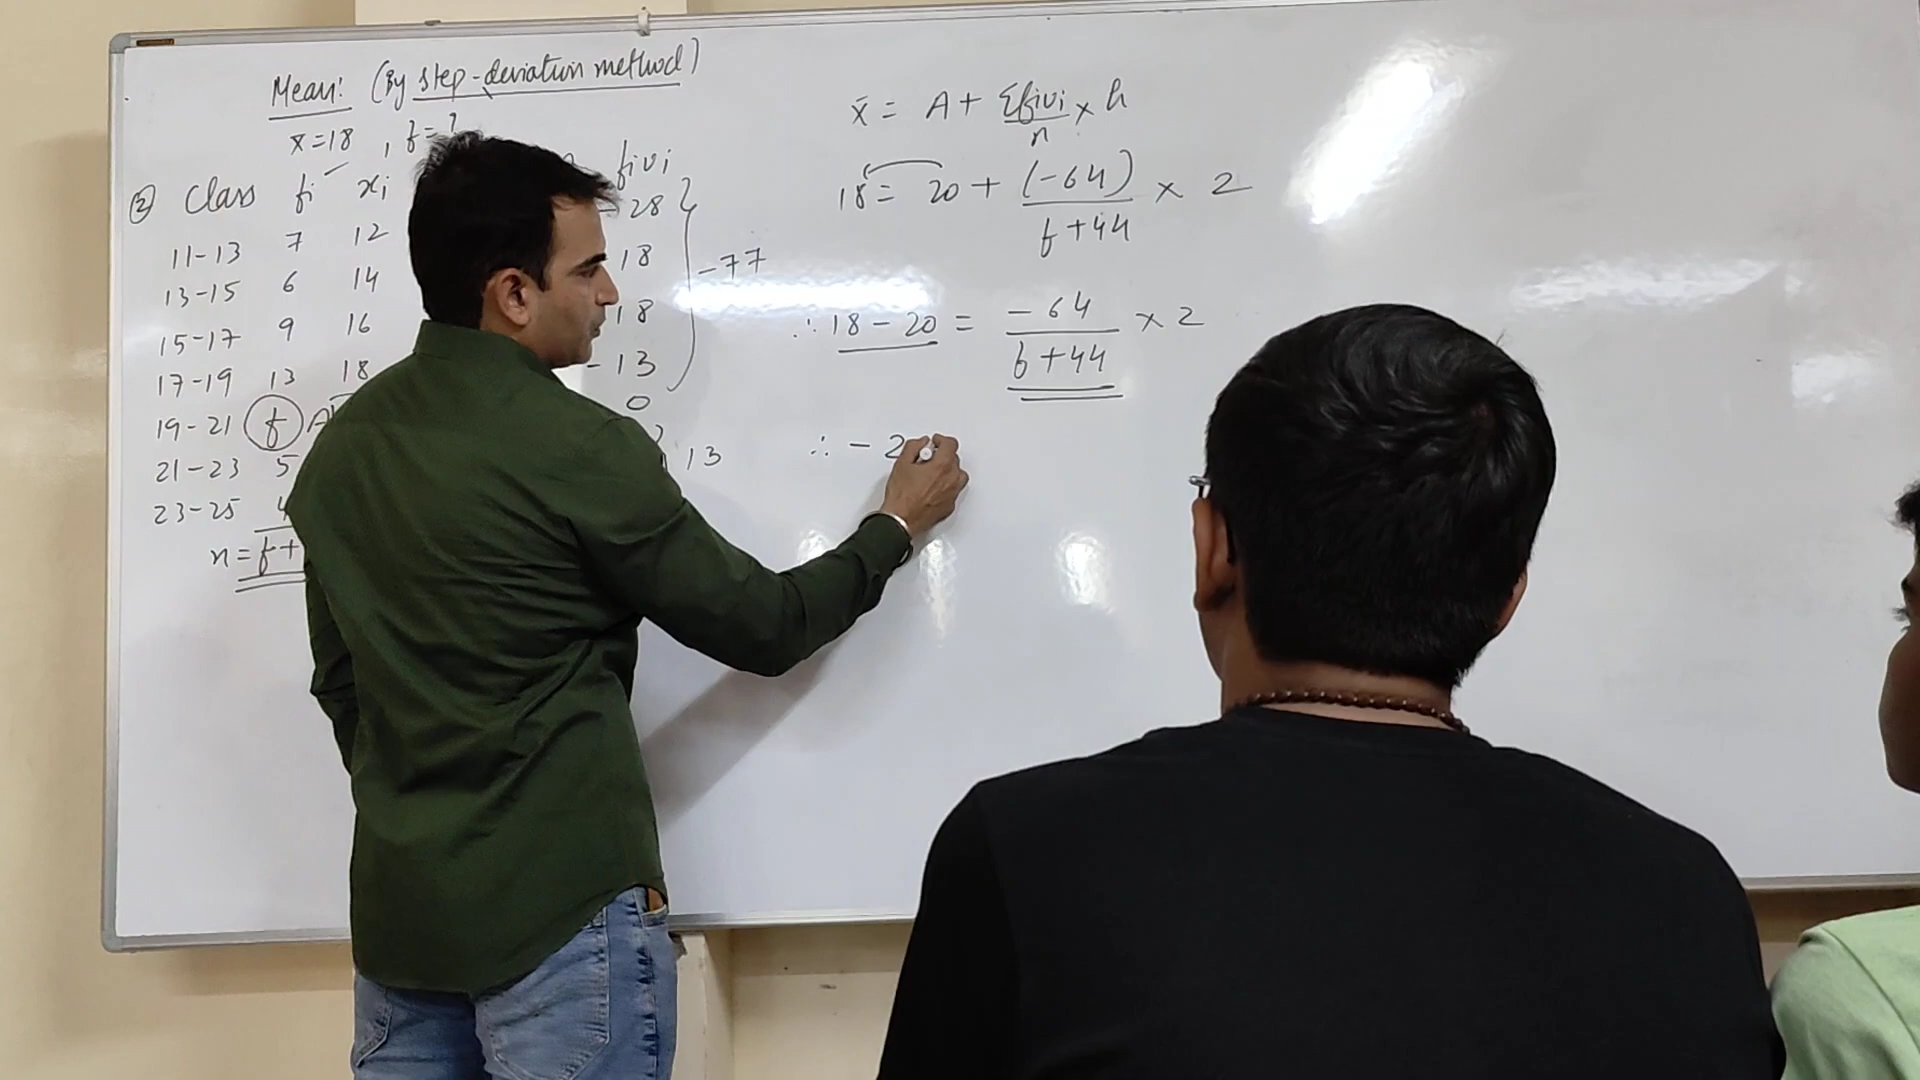 Mean: (By step-deviation method)
x̄=18 , f=?
② Class fi xi fiui
11-13 7 12 -28
13-15 6 14 18
15-17 9 16 18
17-19 13 18 -13
-77
19-21 f A 0
21-23 5 13
23-25 4
n = f+
x̄ = A + Σfiui/n × h
18 = 20 + (-64)/f+44 × 2
∴ 18 - 20 = -64/f+44 × 2
∴ - 2